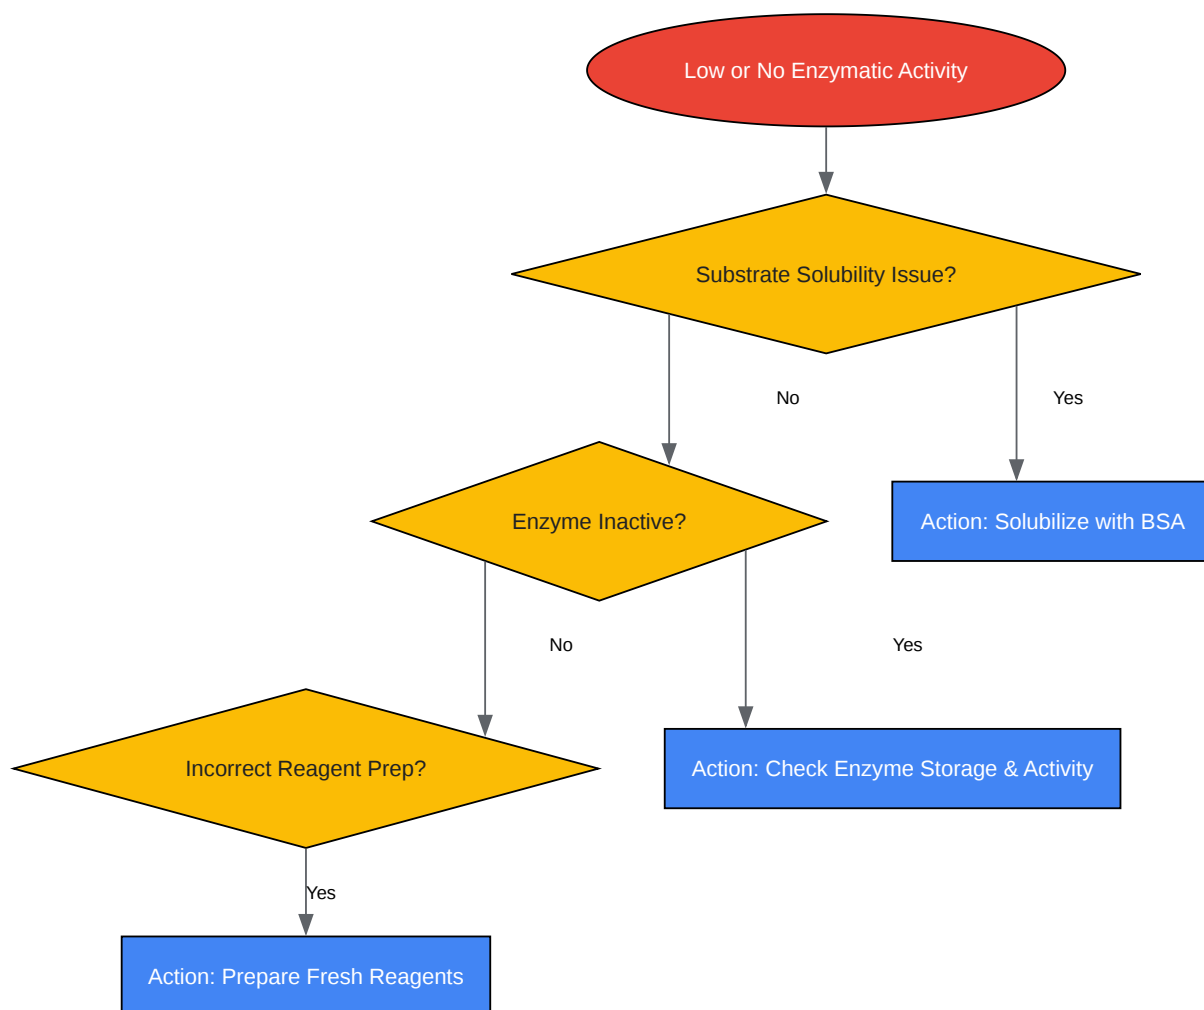 Low or No Enzymatic Activity
Substrate Solubility Issue?
No
Yes
Enzyme Inactive?
Action: Solubilize with BSA
No
Yes
Incorrect Reagent Prep?
Action: Check Enzyme Storage & Activity
Yes
Action: Prepare Fresh Reagents